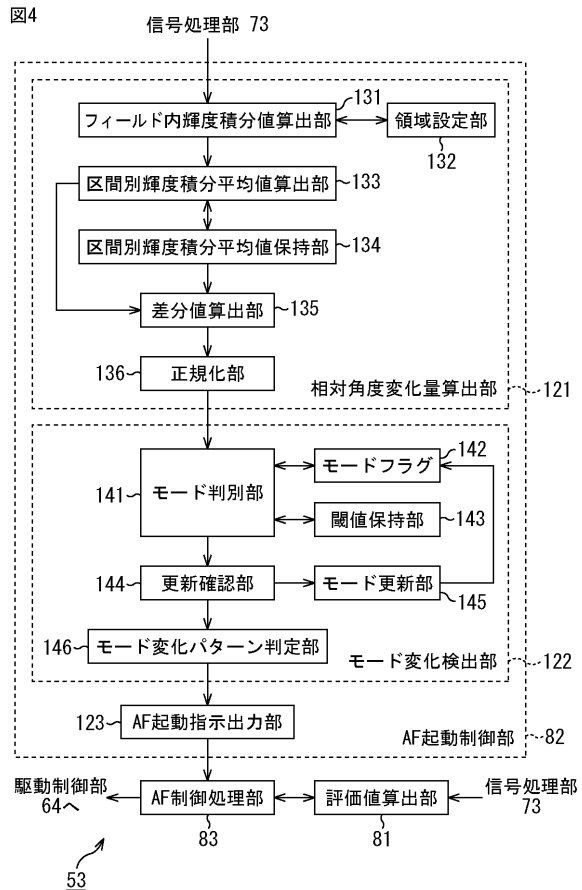 図4
信号処理部 73
131
フィールド内輝度積分値算出部
領域設定部
132
区間別輝度積分平均値算出部
133
区間別輝度積分平均値保持部
134
差分値算出部
135
136
正規化部
相対角度変化量算出部
121
142
モードフラグ
141
モード判別部
閾値保持部
143
144
更新確認部
モード更新部
145
146
モード変化パターン判定部
モード変化検出部
122
123
AF起動指示出力部
AF起動制御部
82
駆動制御部
64へ
AF制御処理部
83
評価値算出部
81
信号処理部
73
53